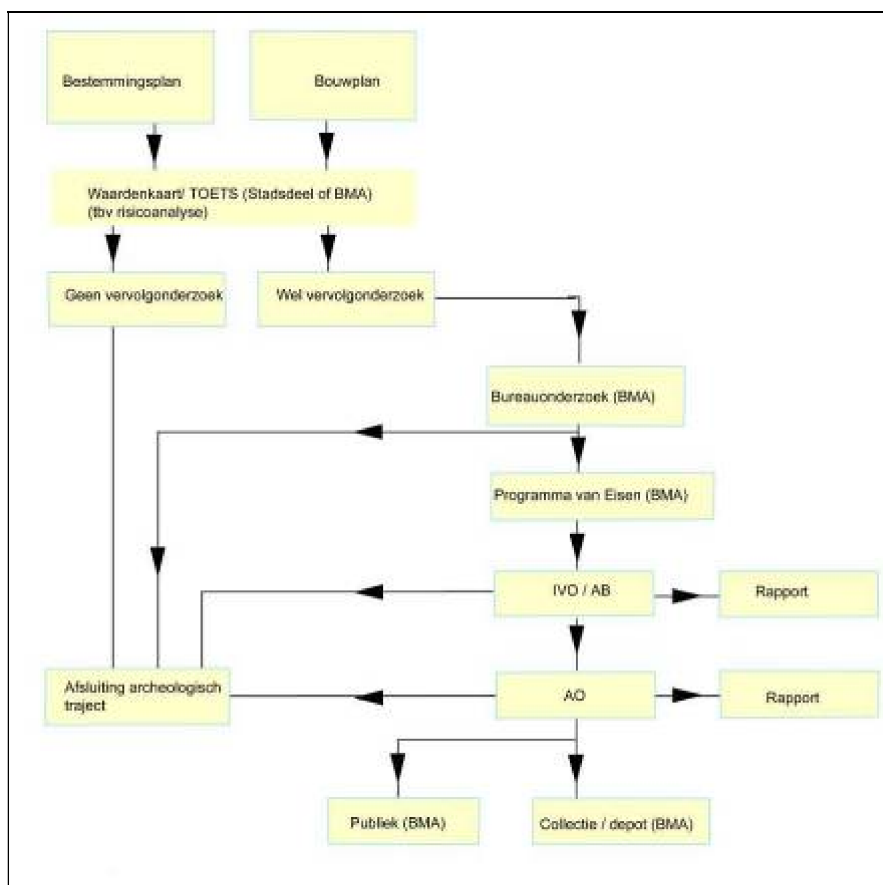 Bestemmingsplan
Bouwplan
Waardenkaart/ TOETS (Stadsdeel of BMA)
(tbv risicoanalyse)
Geen vervolgonderzoek
Wel vervolgonderzoek
Bureauonderzoek (BMA)
Programma van Eisen (BMA)
IVO / AB
Rapport
Afsluiting archeologisch
traject
AO
Rapport
Publiek (BMA)
Collectie / depot (BMA)